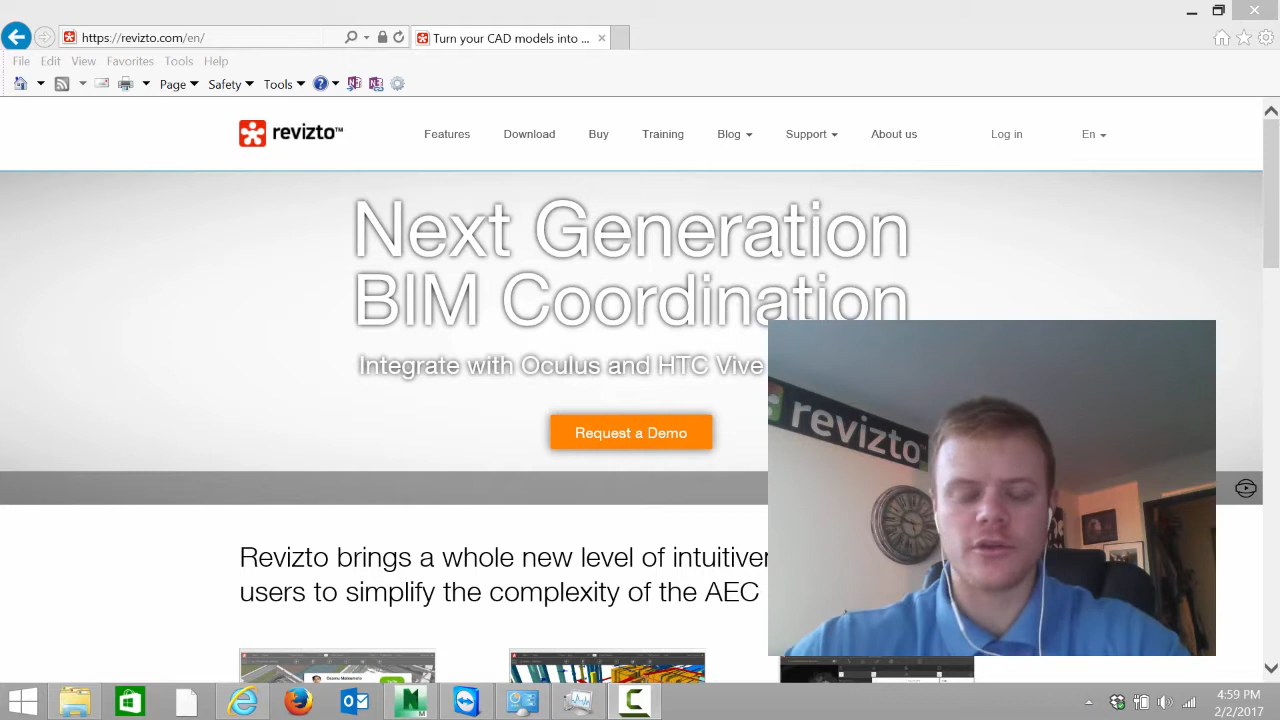 https://revizto.com/en/
Turn your CAD models into ...
File Edit View Favorites Tools Help
Page Safety Tools
revizto™
Features Download Buy Training Blog Support About us Log in En
Next Generation
BIM Coordination
Integrate with Oculus and HTC Vive
Request a Demo
revizto
Revizto brings a whole new level of
users to simplify the complexity of the AEC
4:59 PM
2/2/2017